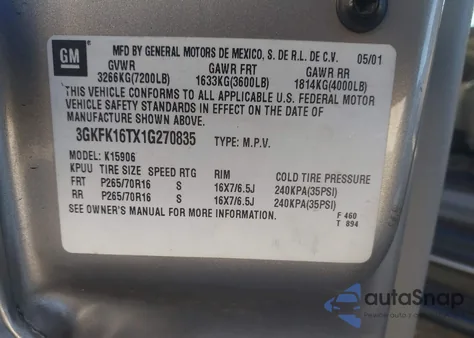 GM
MFD BY GENERAL MOTORS DE MEXICO, S. DE R.L. DE C.V. 05/01
GVWR GAWR FRT GAWR RR
3266KG(7200LB) 1633KG(3600LB) 1814KG(4000LB)
THIS VEHICLE CONFORMS TO ALL APPLICABLE U.S. FEDERAL MOTOR
VEHICLE SAFETY STANDARDS IN EFFECT ON THE DATE OF
MANUFACTURE SHOWN ABOVE.
3GKFK16TX1G270835 TYPE: M.P.V.
MODEL: K15906
KPUU TIRE SIZE SPEED RTG RIM COLD TIRE PRESSURE
FRT P265/70R16 S 16X7/6.5J 240KPA(35PSI)
RR P265/70R16 S 16X7/6.5J 240KPA(35PSI)
SEE OWNER'S MANUAL FOR MORE INFORMATION.
F 460
T 894
autoSnap